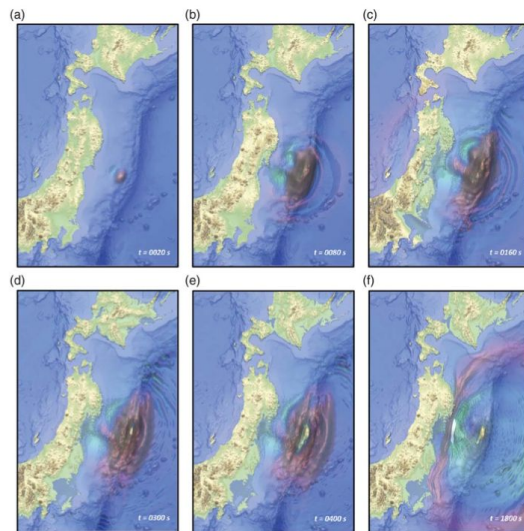 (a)
(b)
(c)
t = 0020 s
t = 0080 s
t = 0160 s
(d)
(e)
(f)
t = 0300 s
t = 0400 s
t = 1800 s